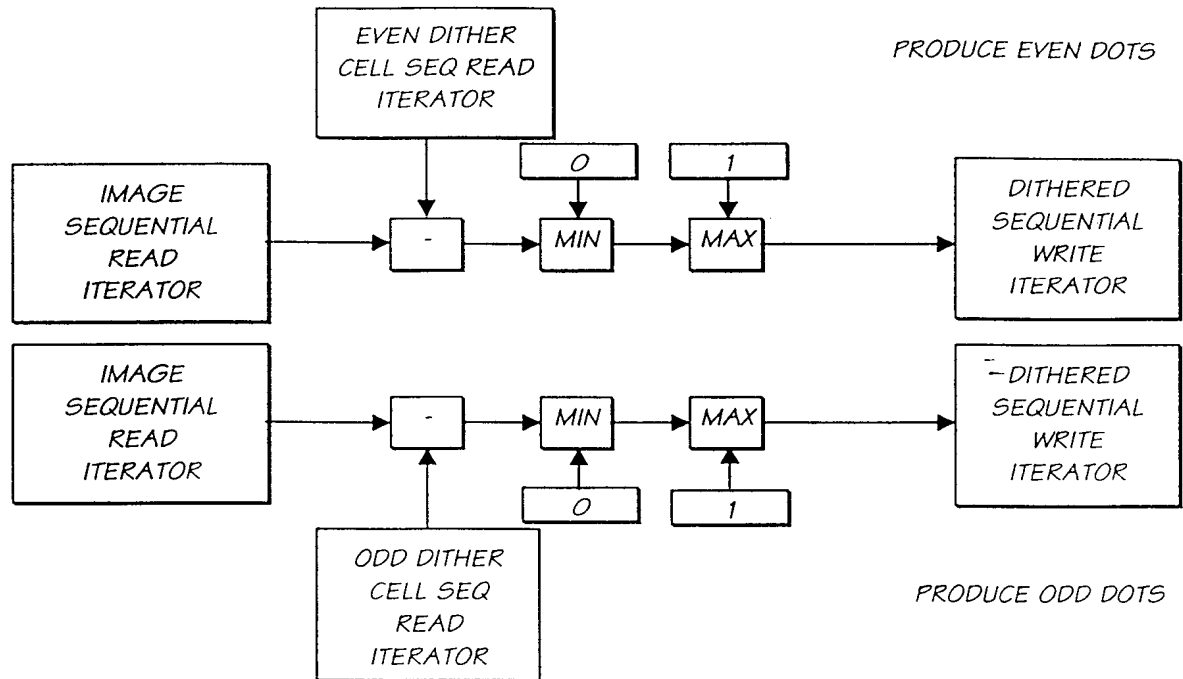 EVEN DITHER
CELL SEQ READ
ITERATOR
PRODUCE EVEN DOTS
0
1
IMAGE
SEQUENTIAL
READ
ITERATOR
-
MIN
MAX
DITHERED
SEQUENTIAL
WRITE
ITERATOR
IMAGE
SEQUENTIAL
READ
ITERATOR
-
MIN
MAX
DITHERED
SEQUENTIAL
WRITE
ITERATOR
0
1
ODD DITHER
CELL SEQ
READ
ITERATOR
PRODUCE ODD DOTS